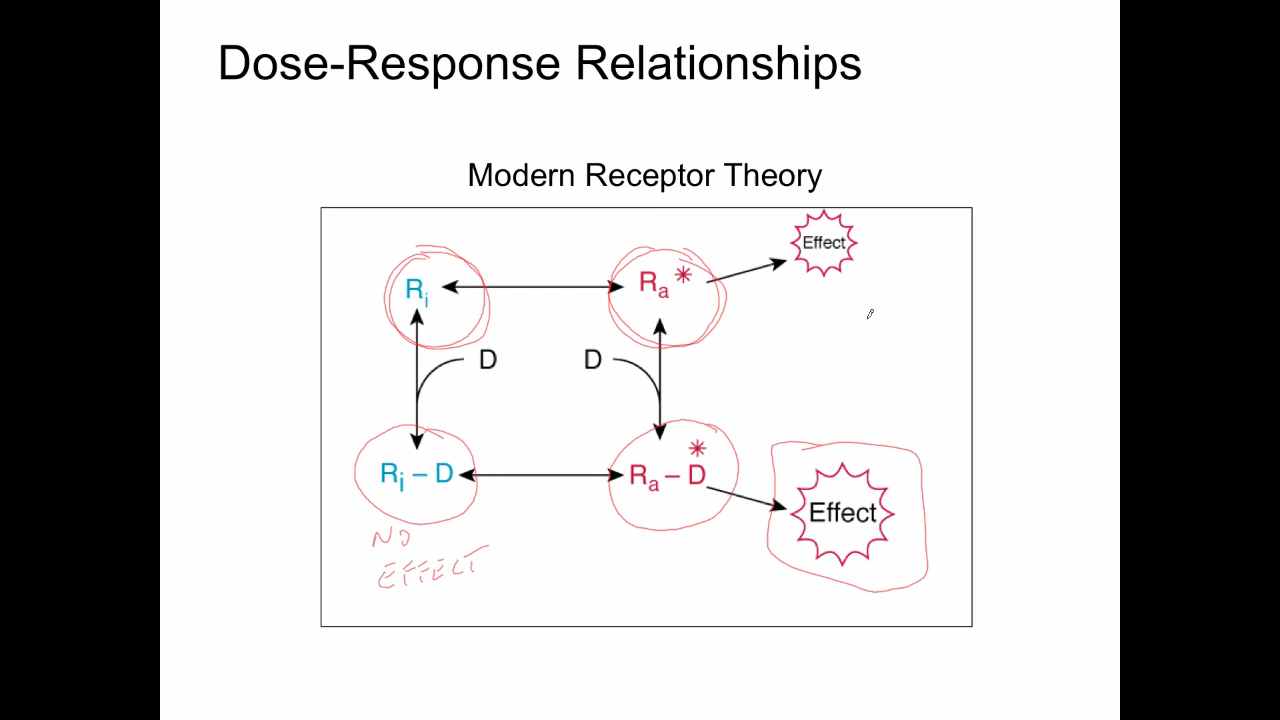 Dose-Response Relationships
Modern Receptor Theory
Effect
Ri
Ra *
D
D
Ri – D
Ra – D*
Effect
NO
EFFECT